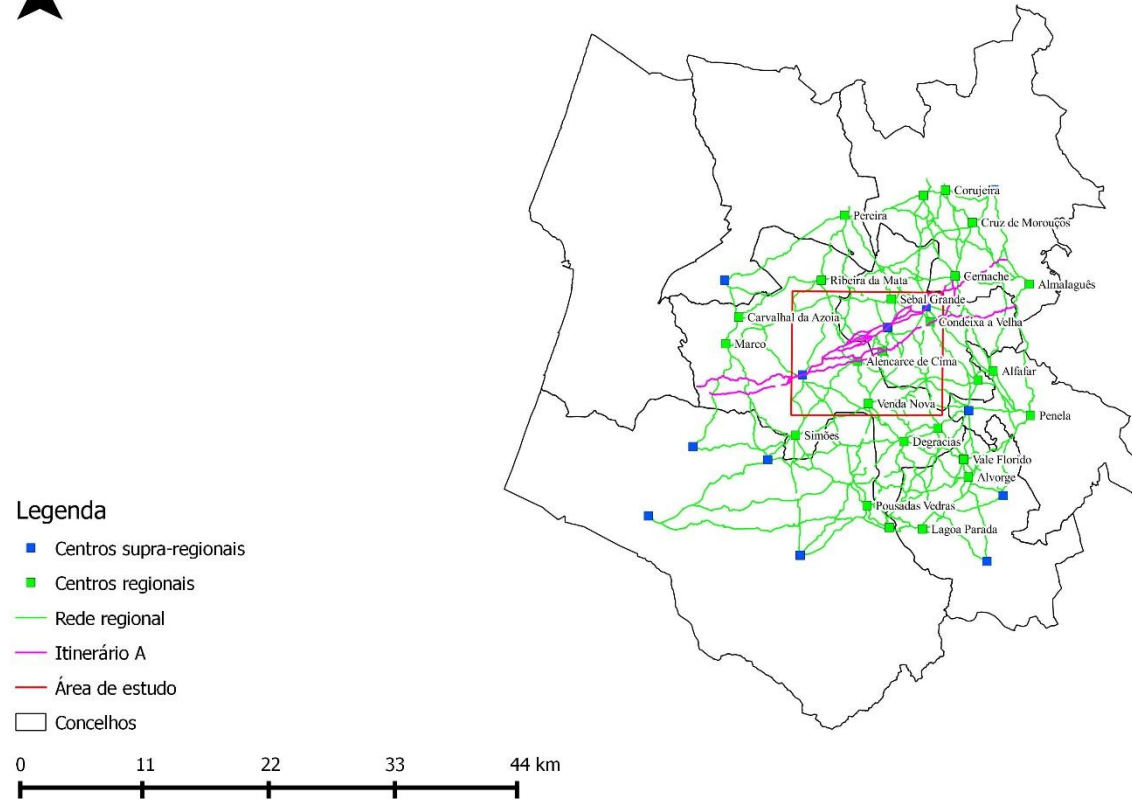 Corujeira
Pereira
Cruz de Morouços
Cernache
Ribeira da Mata
Almalaguês
Sebal Grande
Carvalhal da Azoia
Condeixa a Velha
Marco
Alencarce de Cima
Alfafar
Venda Nova
Penela
Simões
Degracias
Vale Florido
Alvorge
Pousadas Vedras
Lagoa Parada
Legenda
Centros supra-regionais
Centros regionais
Rede regional
Itinerário A
Área de estudo
Concelhos
0 11 22 33 44 km